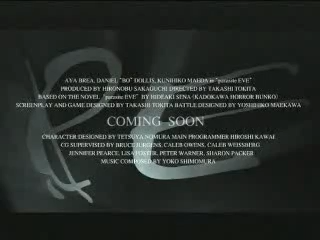 AYA BREA, DANIEL "BO" DOLLIS, KUNIHIKO MAEDA in "parasite EVE"
PRODUCED BY HIRONOBU SAKAGUCHI DIRECTED BY TAKASHI TOKITA
BASED ON THE NOVEL "parasite EVE" BY HIDEAKI SENA (KADOKAWA HORROR BUNKO)
SCREENPLAY AND GAME DESIGNED BY TAKASHI TOKITA BATTLE DESIGNED BY YOSHIHIKO MAEKAWA
COMING SOON
CHARACTER DESIGNED BY TETSUYA NOMURA MAIN PROGRAMMER HIROSHI KAWAI
CG SUPERVISED BY BRUCE JURGENS, CALEB OWENS, CALEB WEISSBERG
JENNIFER PEARCE, LISA FOSTER, PETER WARNER, SHARON PACKER
MUSIC COMPOSED BY YOKO SHIMOMURA